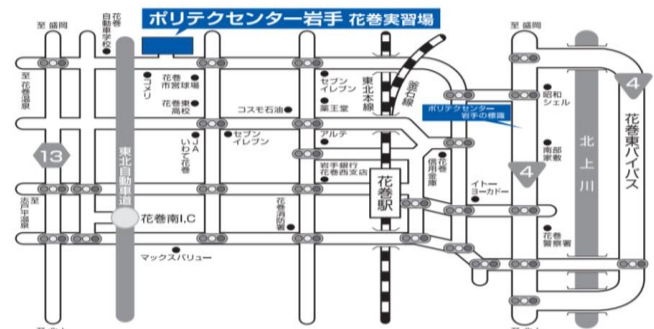 至 盛岡
花巻
自動車学校
ポリテクセンター岩手 花巻実習場
至 盛岡
至 花巻温泉
コメリ
花巻
市営球場
花巻東
高校
コスモ石油
セブン
イレブン
薬王堂
東北本線
釜石線
ポリテクセンター
岩手の標識
昭和
シェル
4
花巻東バイパス
13
東北自動車道
JA
いわて花巻
セブン
イレブン
アルテ
岩手銀行
花巻西支店
花巻駅
花巻
信用金庫
イトー
ヨーカドー
南部
家敷
4
北上川
至
志戸平温泉
花巻南I.C
花巻消防署
花巻
警察署
マックスバリュー